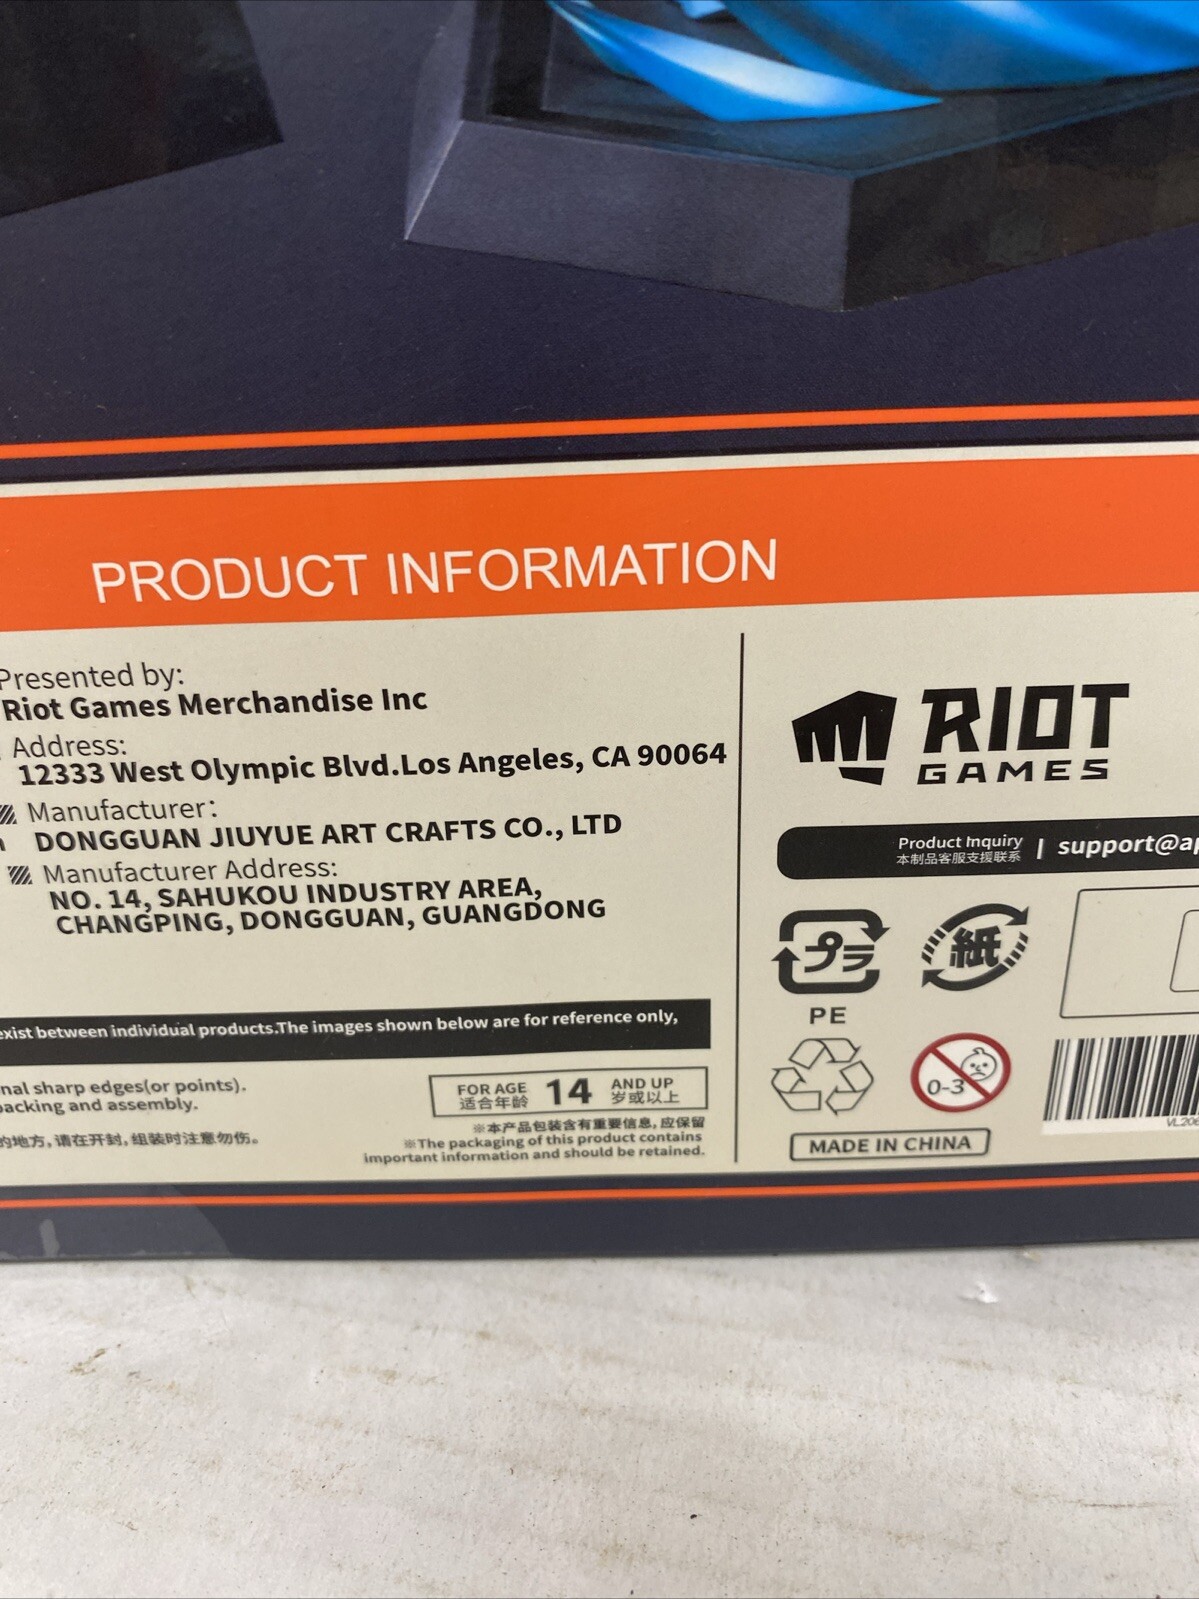 PRODUCT INFORMATION
Presented by:
Riot Games Merchandise Inc
Address:
12333 West Olympic Blvd.Los Angeles, CA 90064
Manufacturer:
DONGGUAN JIUYUE ART CRAFTS CO., LTD
Manufacturer Address:
NO. 14, SAHUKOU INDUSTRY AREA,
CHANGPING, DONGGUAN, GUANGDONG
exist between individual products.The images shown below are for reference only,
nal sharp edges(or points).
packing and assembly.
的地方,请在开封,组装时注意勿伤。
FOR AGE 14 AND UP
适合年龄 岁或以上
※本产品包装含有重要信息,应保留
※The packaging of this product contains
important information and should be retained.
RIOT
GAMES
Product Inquiry | support@ap
本制品客服支援联系
プラ
紙
PE
0-3
MADE IN CHINA
VL206